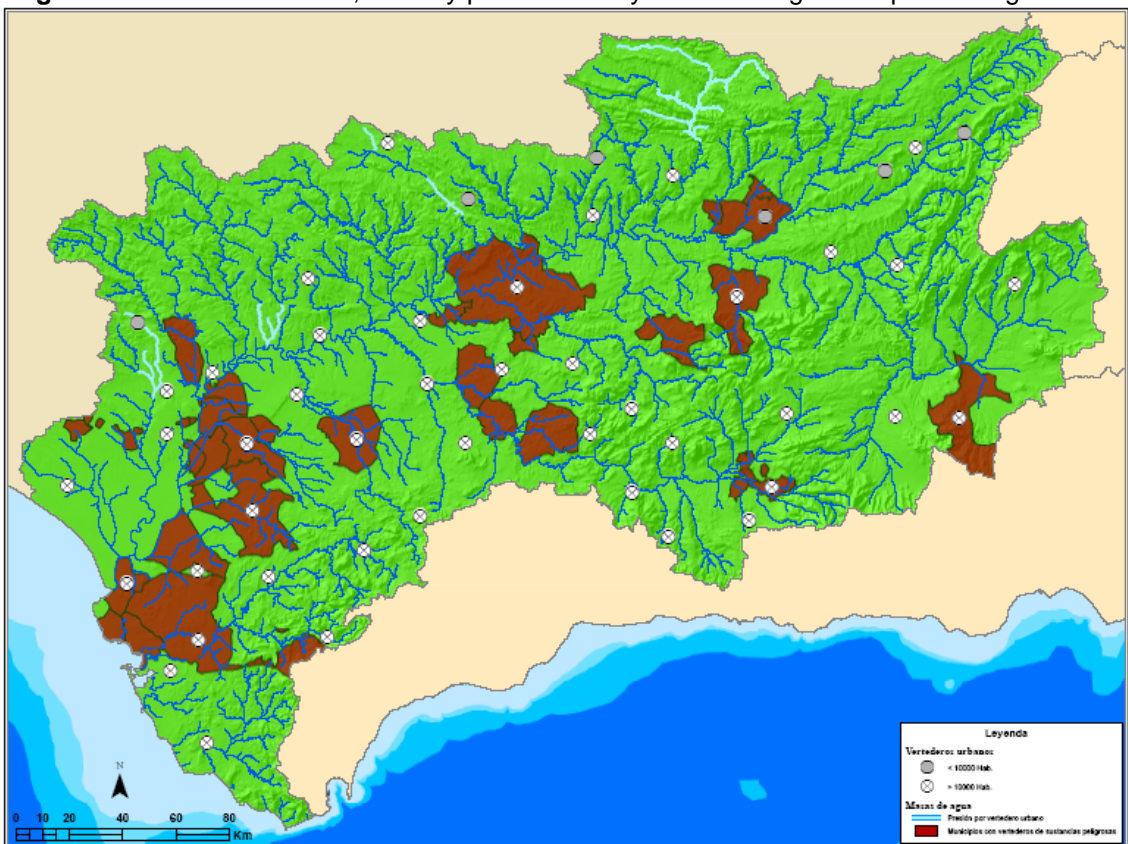 N
0 10 20 40 60 80
Km
Leyenda
Vertederos urbanos
< 10000 Hab.
> 10000 Hab.
Masas de agua
Presión por vertedero urbano
Municipios con vertederos de sustancias peligrosas